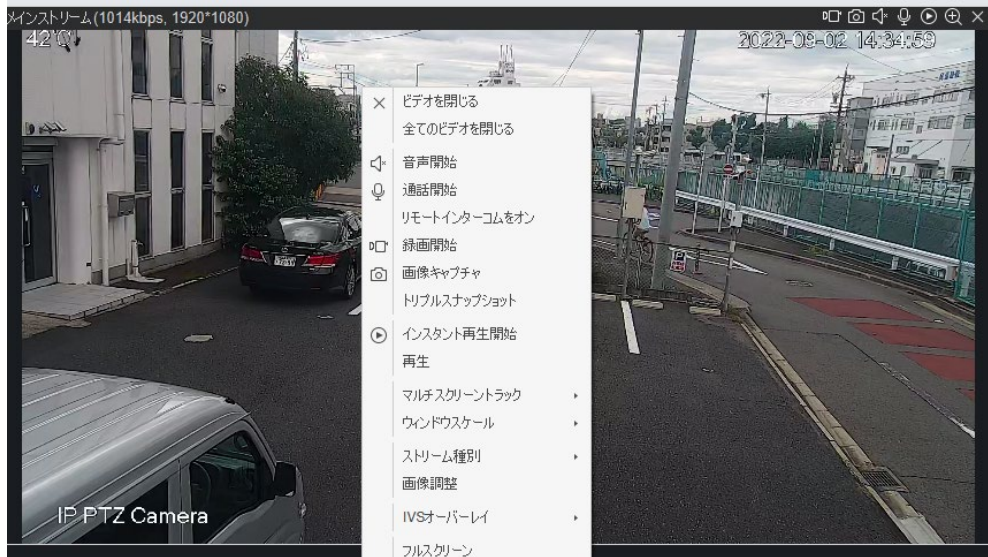 メインストリーム(1014kbps, 1920*1080)
42℃
2022-09-02 14:34:59
ビデオを閉じる
全てのビデオを閉じる
音声開始
通話開始
リモートインターコムをオン
録画開始
画像キャプチャ
トリプルスナップショット
インスタント再生開始
再生
マルチスクリーントラック
ウィンドウスケール
ストリーム種別
画像調整
IVSオーバーレイ
フルスクリーン
P
IP PTZ Camera